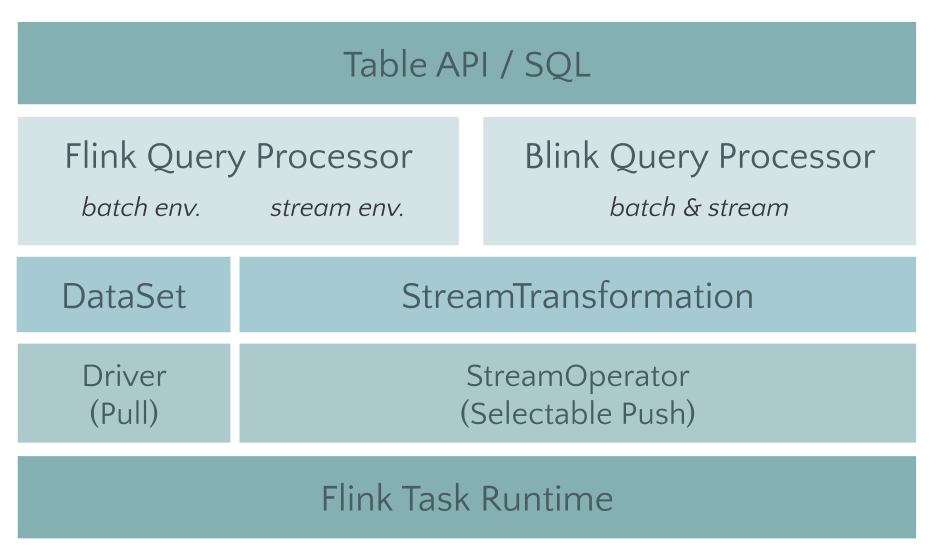 Table API / SQL
Flink Query Processor
batch env. stream env.
Blink Query Processor
batch & stream
DataSet
StreamTransformation
Driver
(Pull)
StreamOperator
(Selectable Push)
Flink Task Runtime